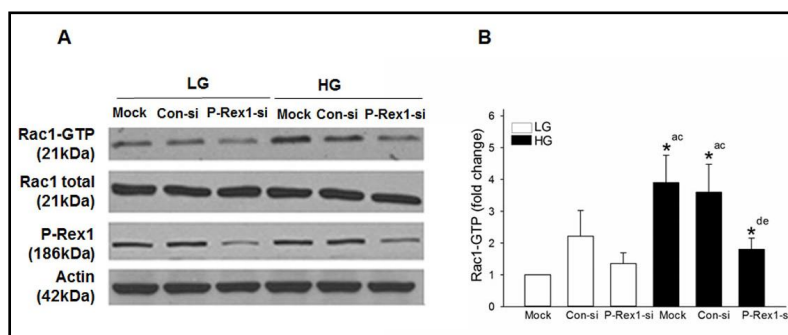 A
LG HG
Mock Con-si P-Rex1-si Mock Con-si P-Rex1-si
Rac1-GTP
(21kDa)
Rac1 total
(21kDa)
P-Rex1
(186kDa)
Actin
(42kDa)
B
LG
HG
Rac1-GTP (fold change)
6
5
4
3
2
1
0
* ac
* ac
* de
Mock Con-si P-Rex1-si Mock Con-si P-Rex1-si